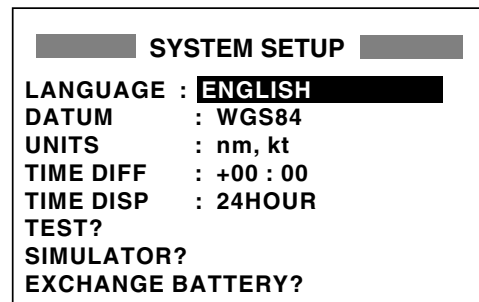 SYSTEM SETUP
LANGUAGE : ENGLISH
DATUM : WGS84
UNITS : nm, kt
TIME DIFF : +00 : 00
TIME DISP : 24HOUR
TEST?
SIMULATOR?
EXCHANGE BATTERY?